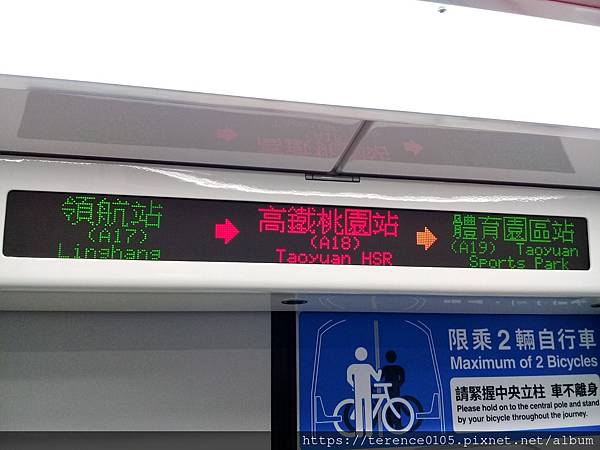 領航站
(A17)
Linghang
高鐵桃園站
(A18)
Taoyuan HSR
體育園區站
(A19) Taoyuan
Sports Park
限乘2輛自行車
Maximum of 2 Bicycles
請緊握中央立柱 車不離身
Please hold on to the central pole and stand
by your bicycle throughout the journey.
https://terence0105.pixnet.net/album